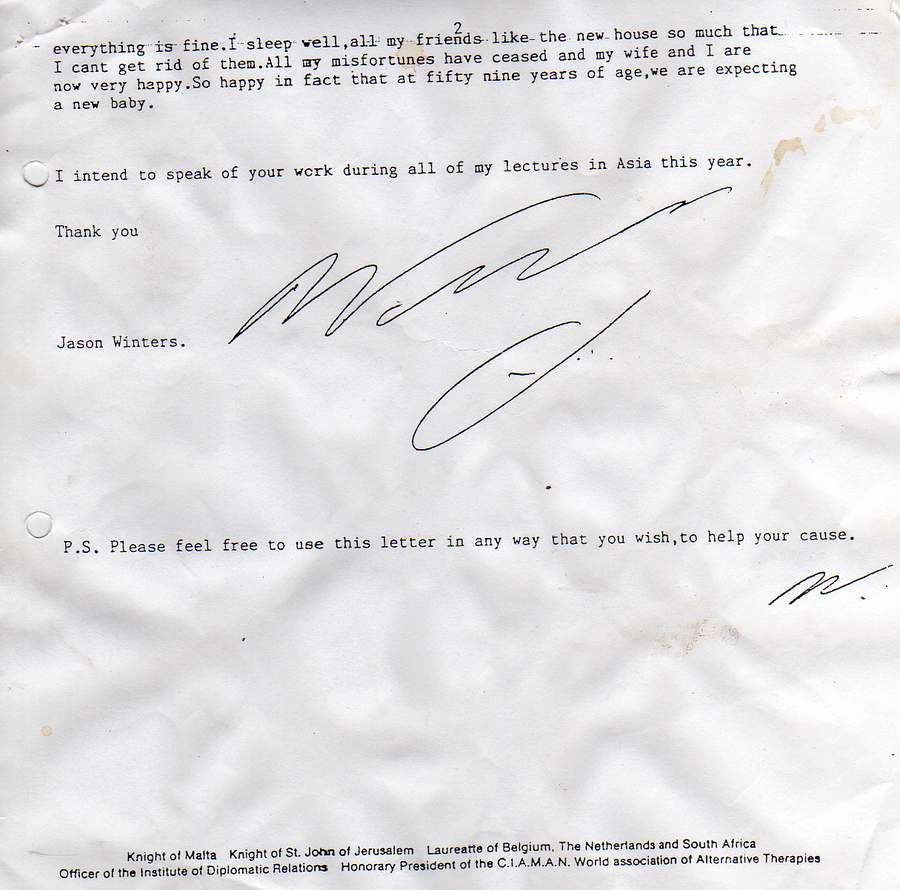 2
everything is fine.I sleep well,all my friends like the new house so much that
I cant get rid of them.All my misfortunes have ceased and my wife and I are
now very happy.So happy in fact that at fifty nine years of age,we are expecting
a new baby.
I intend to speak of your work during all of my lectures in Asia this year.
Thank you
Jason Winters.
P.S. Please feel free to use this letter in any way that you wish,to help your cause.
Knight of Malta Knight of St. John of Jerusalem Laureatte of Belgium, The Netherlands and South Africa
Officer of the Institute of Diplomatic Relations Honorary President of the C.I.A.M.A.N. World association of Alternative Therapies